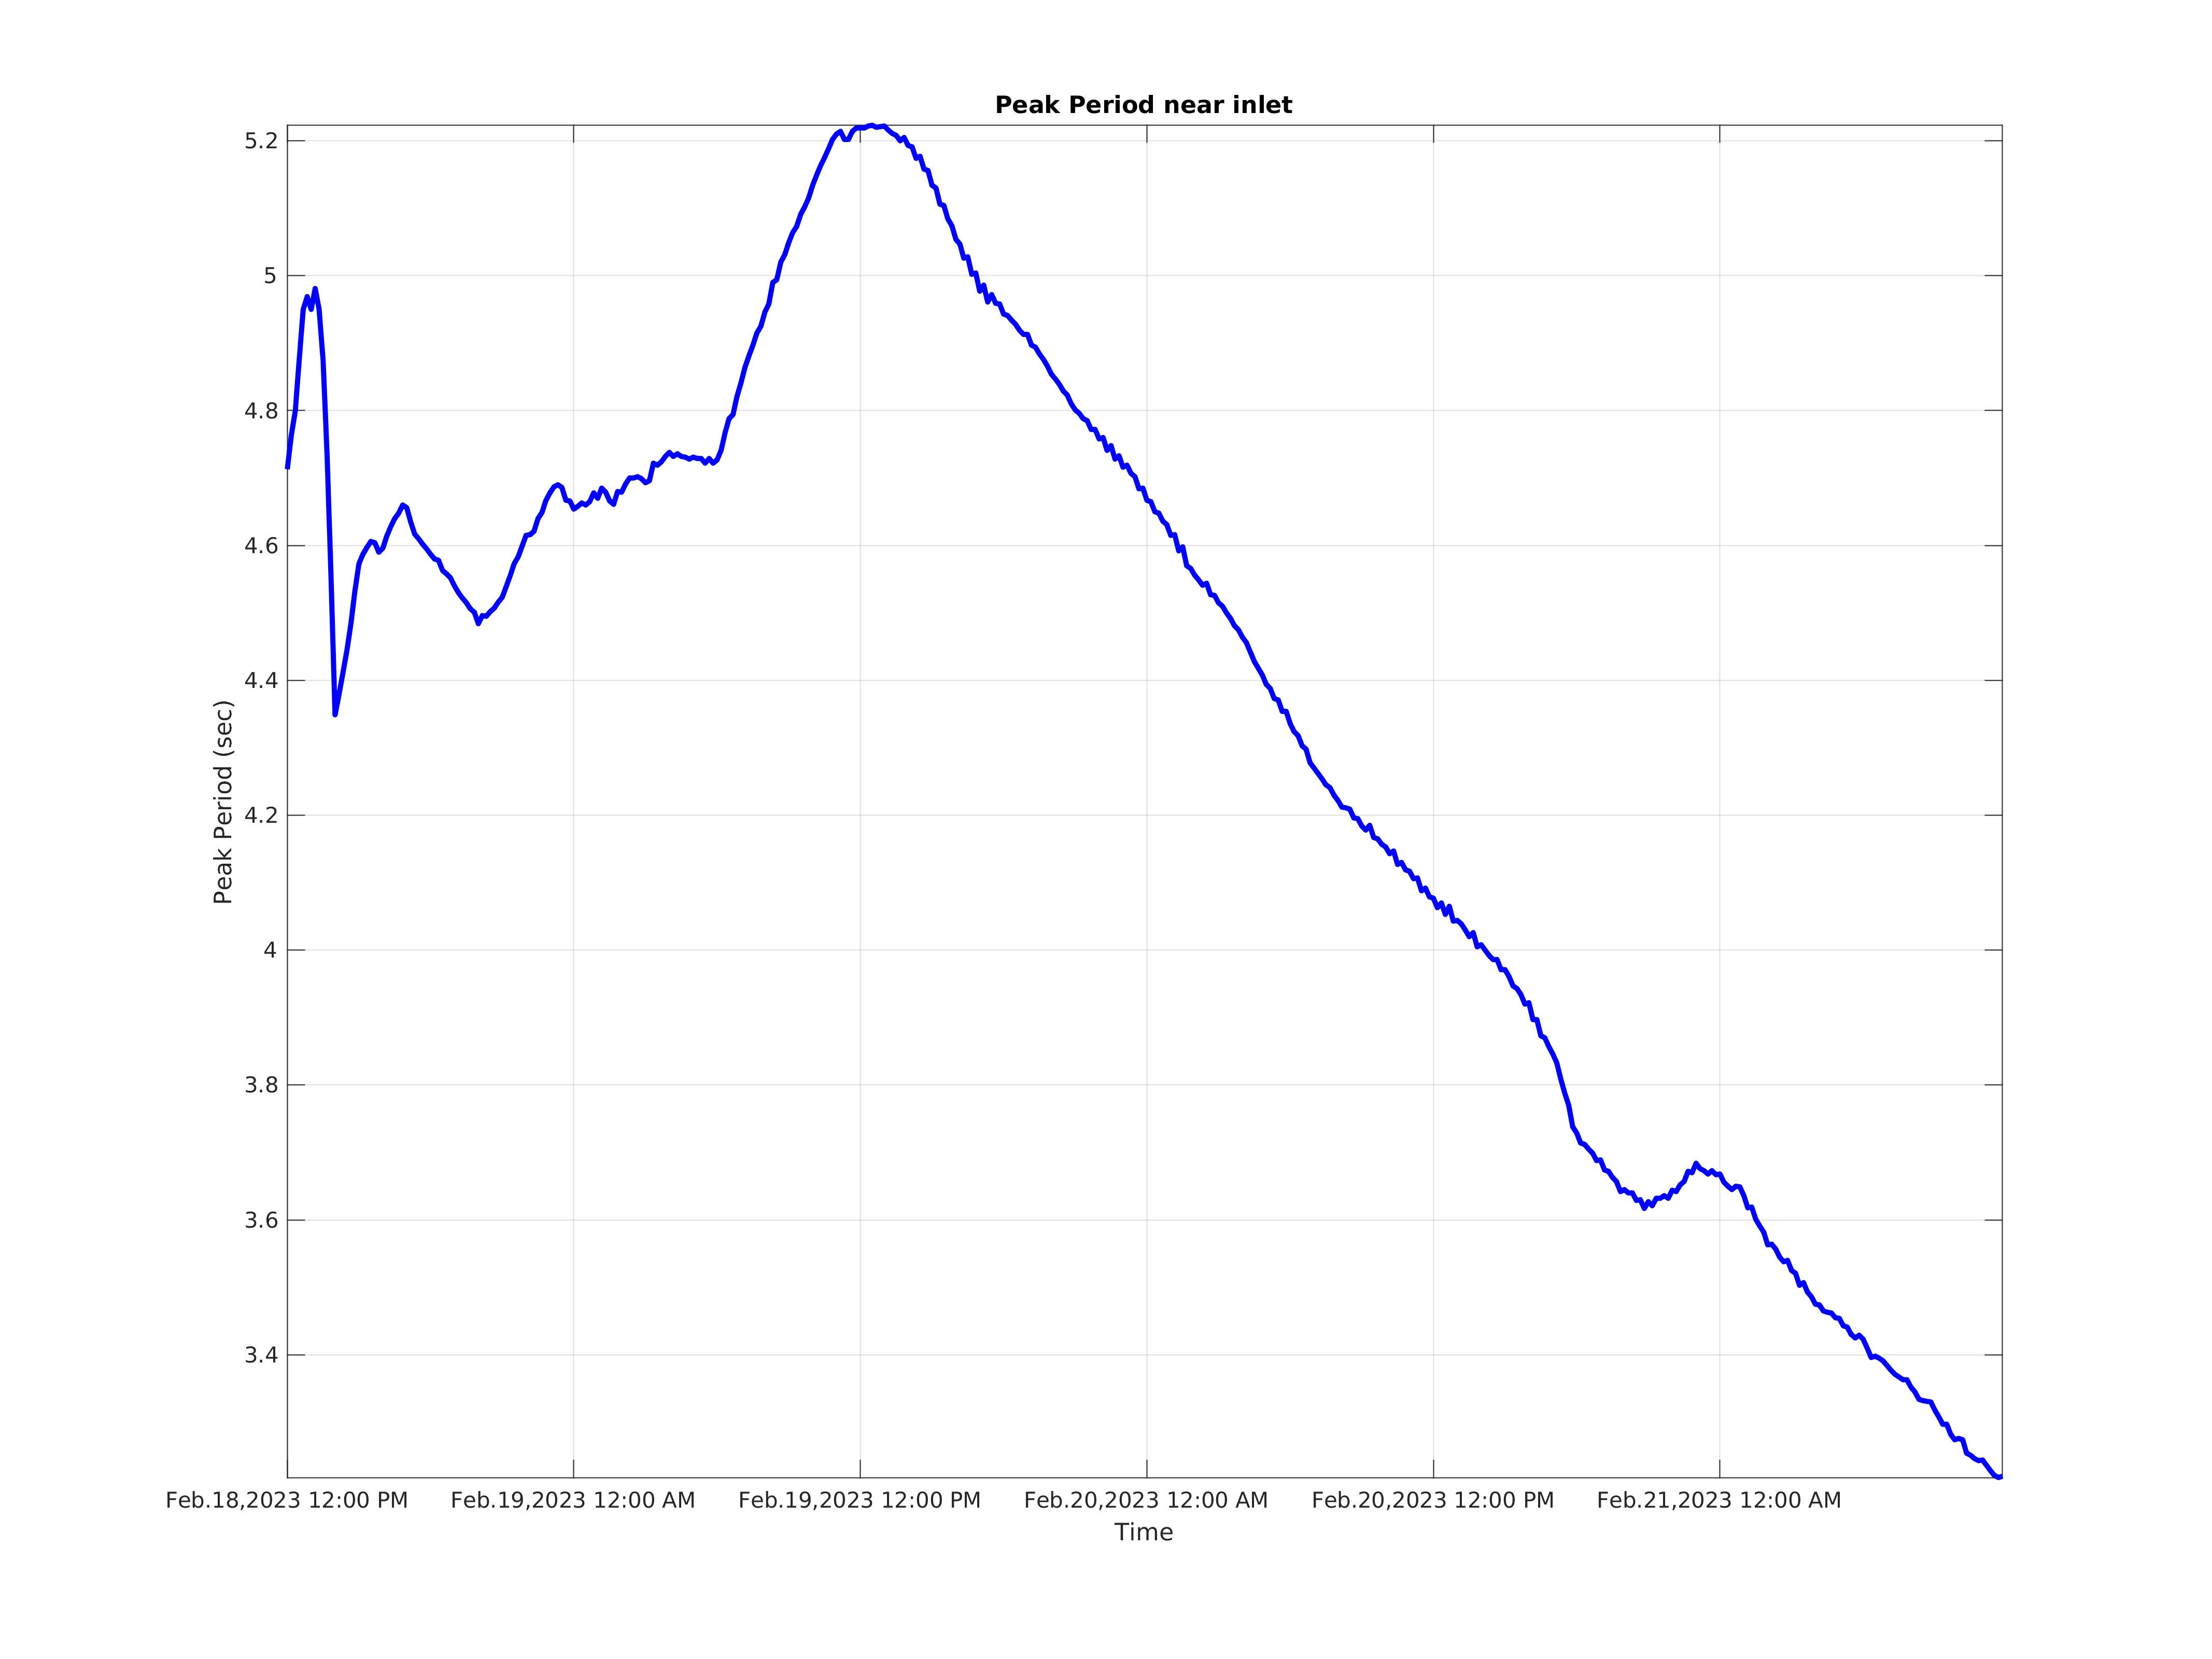 Peak Period near inlet
5.2
5
4.8
4.6
4.4
4.2
4
3.8
3.6
3.4
Peak Period (sec)
Feb.18,2023 12:00 PM Feb.19,2023 12:00 AM Feb.19,2023 12:00 PM Feb.20,2023 12:00 AM Feb.20,2023 12:00 PM Feb.21,2023 12:00 AM
Time